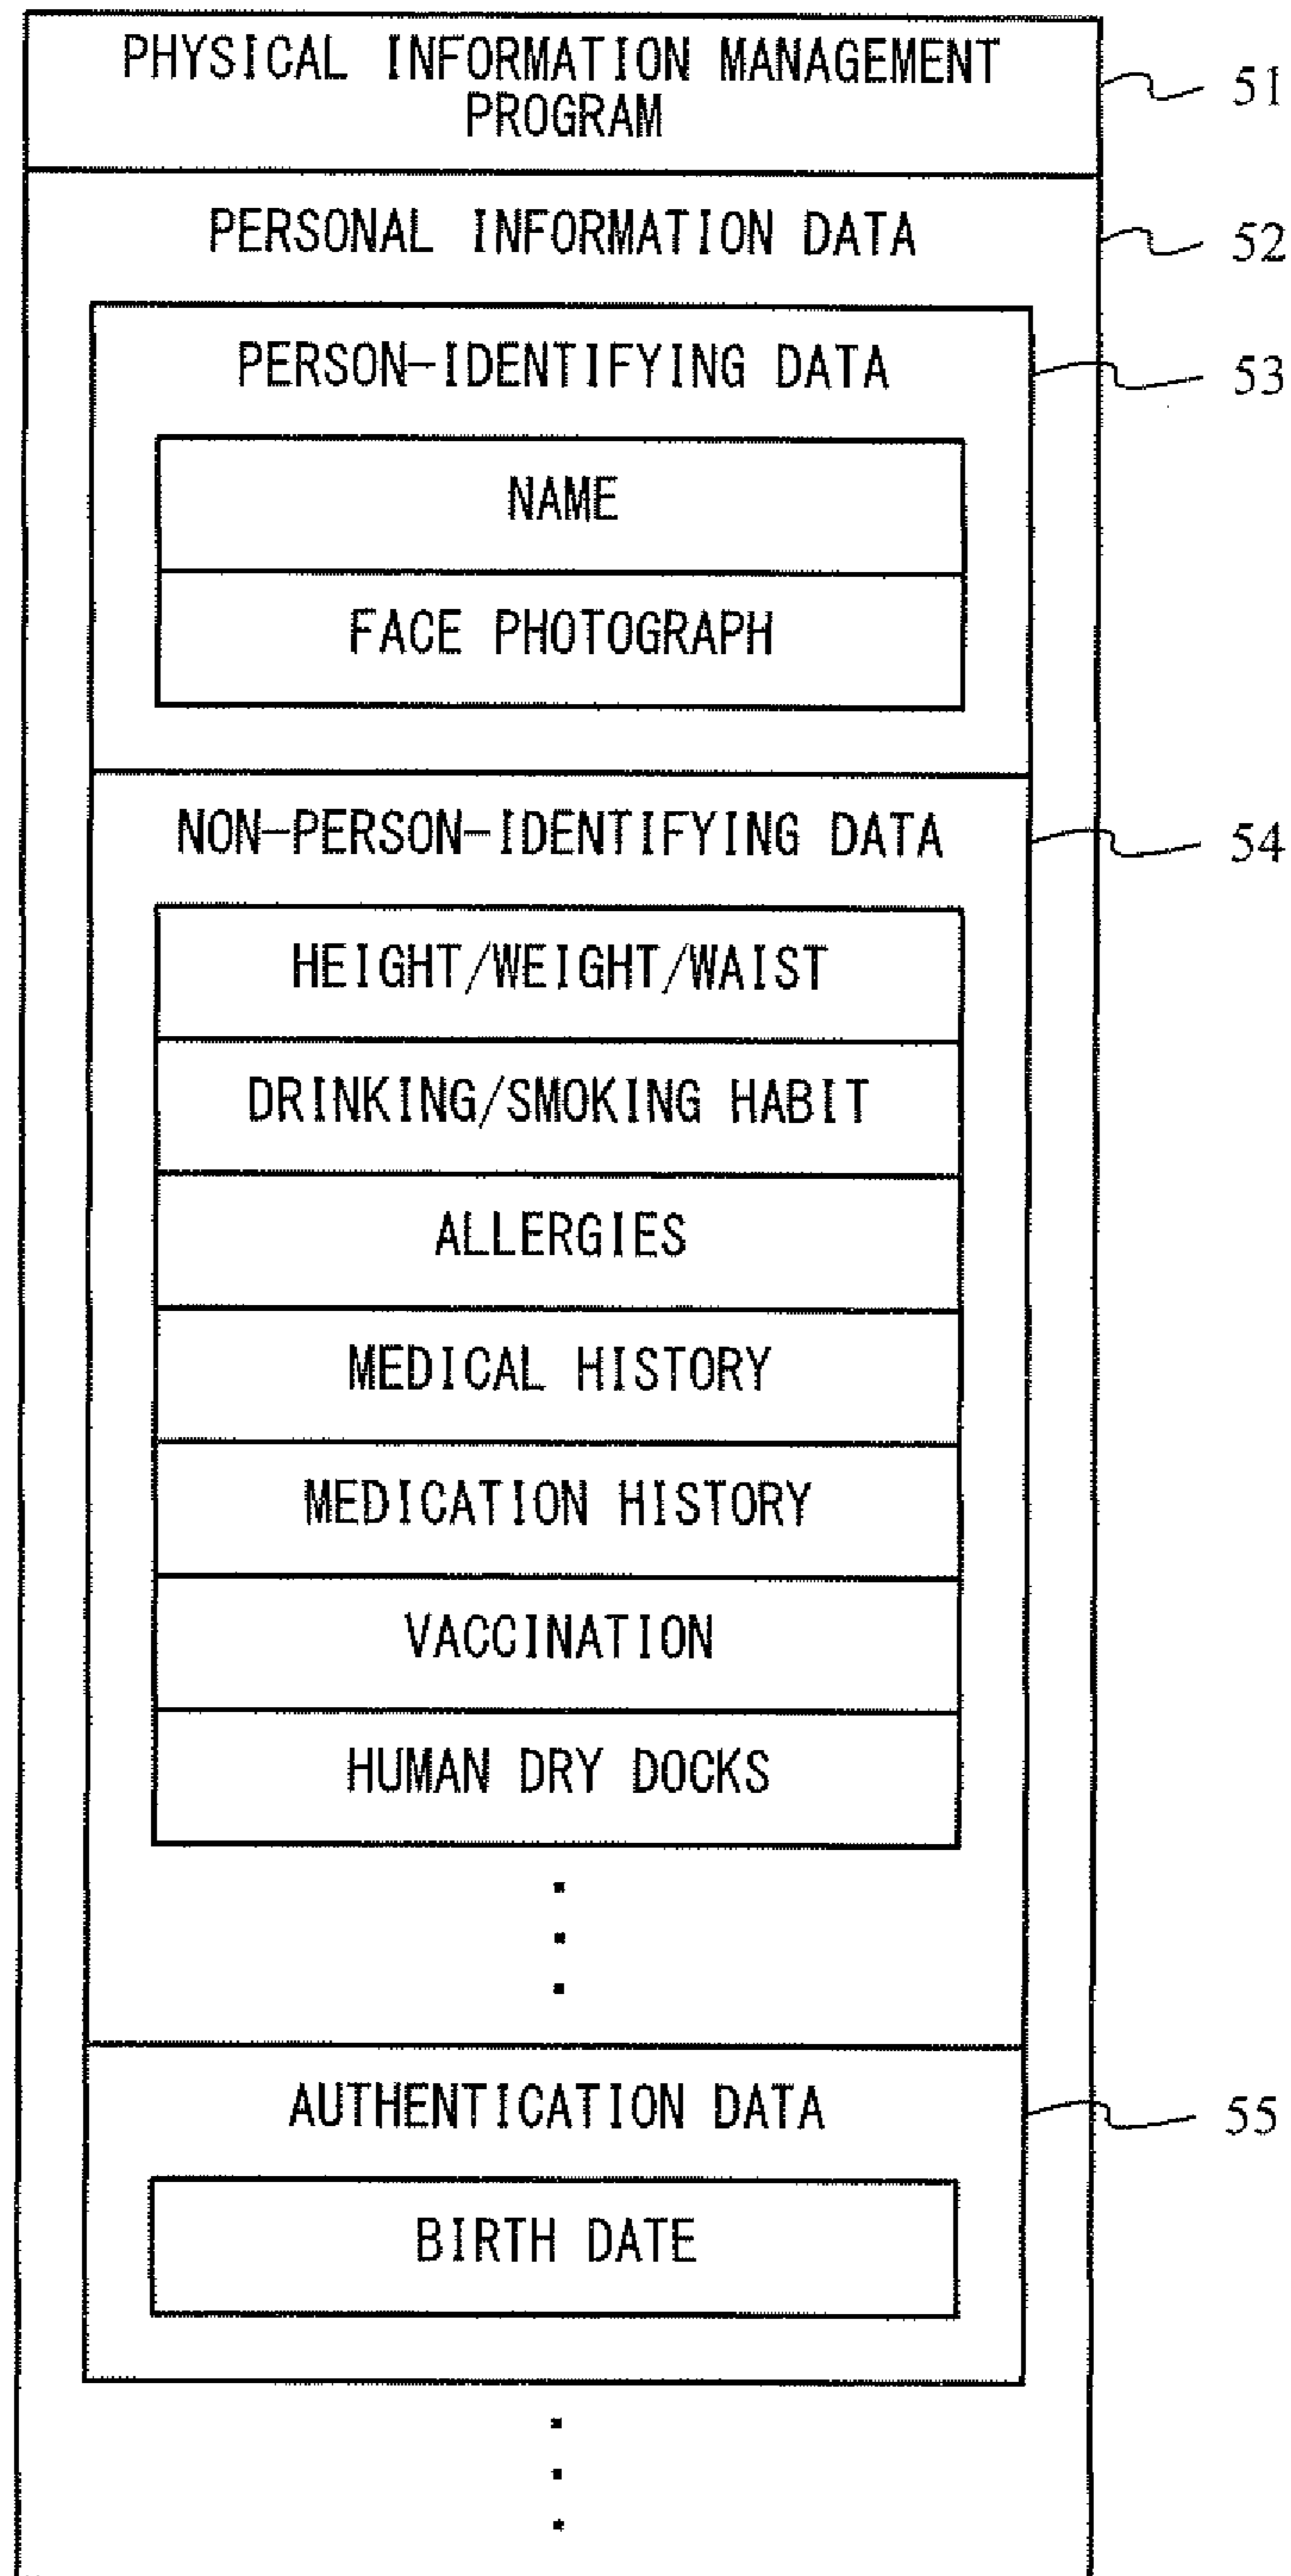 PHYSICAL INFORMATION MANAGEMENT
PROGRAM
51
PERSONAL INFORMATION DATA
52
PERSON-IDENTIFYING DATA
53
NAME
FACE PHOTOGRAPH
NON-PERSON-IDENTIFYING DATA
54
HEIGHT/WEIGHT/WAIST
DRINKING/SMOKING HABIT
ALLERGIES
MEDICAL HISTORY
MEDICATION HISTORY
VACCINATION
HUMAN DRY DOCKS
AUTHENTICATION DATA
55
BIRTH DATE